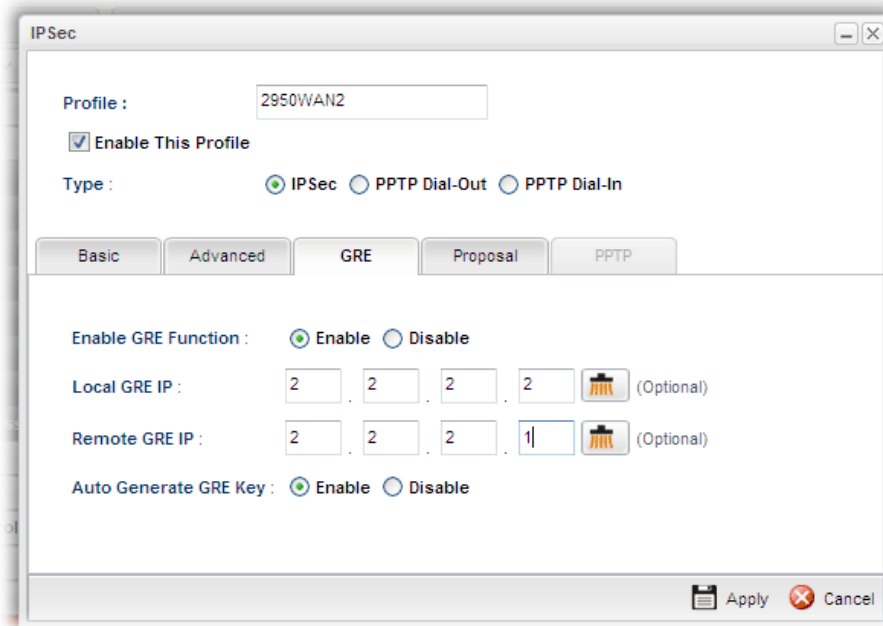 IPSec
Profile : 2950WAN2
Enable This Profile
Type : IPSec PPTP Dial-Out PPTP Dial-In
Basic Advanced GRE Proposal PPTP
Enable GRE Function : Enable Disable
Local GRE IP : 2 . 2 . 2 . 2 (Optional)
Remote GRE IP : 2 . 2 . 2 . 1 (Optional)
Auto Generate GRE Key : Enable Disable
Apply Cancel